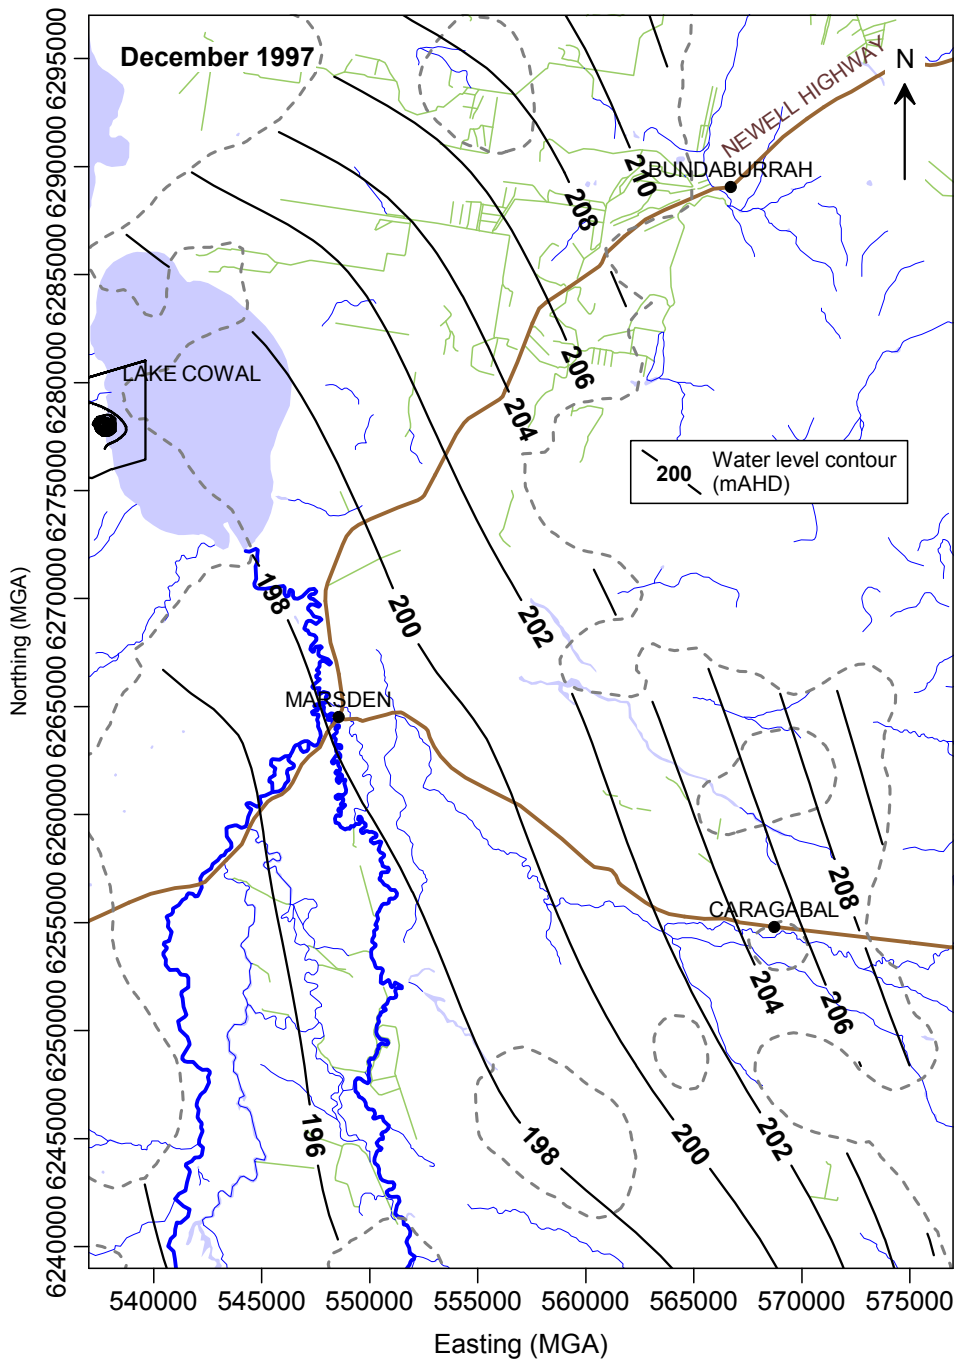 December 1997
N
NEWELL HIGHWAY
BUNDABURRAH
210
208
LAKE COWAL
206
204
200 Water level contour
(mAHD)
198
200
202
MARSDEN
208
CARAGABAL
204
206
196
198
200
202
6295000
6290000
6285000
6280000
6275000
6270000
6265000
6260000
6255000
6250000
6245000
6240000
Northing (MGA)
540000 545000 550000 555000 560000 565000 570000 575000
Easting (MGA)